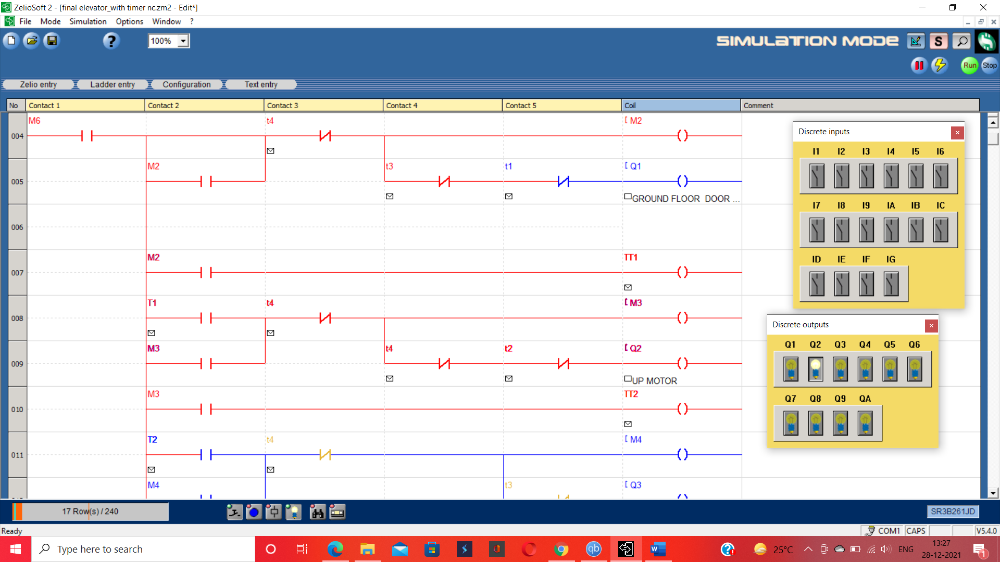 ZelioSoft 2 - [final elevator_with timer nc.zm2 - Edit*]
File Mode Simulation Options Window ?
100%
SIMULATION MODE
S
Run Stop
Zelio entry Ladder entry Configuration Text entry
No Contact 1 Contact 2 Contact 3 Contact 4 Contact 5 Coil Comment
M6 t4 [ M2
004
M2 t3 t1 [ Q1
005
GROUND FLOOR DOOR ...
006
M2 TT1
007
T1 t4 [ M3
008
M3 t4 t2 [ Q2
009
UP MOTOR
M3 TT2
010
T2 t4 [ M4
011
M4 t3 [ Q3
Discrete inputs
I1 I2 I3 I4 I5 I6
I7 I8 I9 IA IB IC
ID IE IF IG
Discrete outputs
Q1 Q2 Q3 Q4 Q5 Q6
Q7 Q8 Q9 QA
17 Row(s) / 240
SR3B261JD
Ready
COM1 CAPS V5.4.0
Type here to search
qb
25°C
ENG
13:27
28-12-2021
1